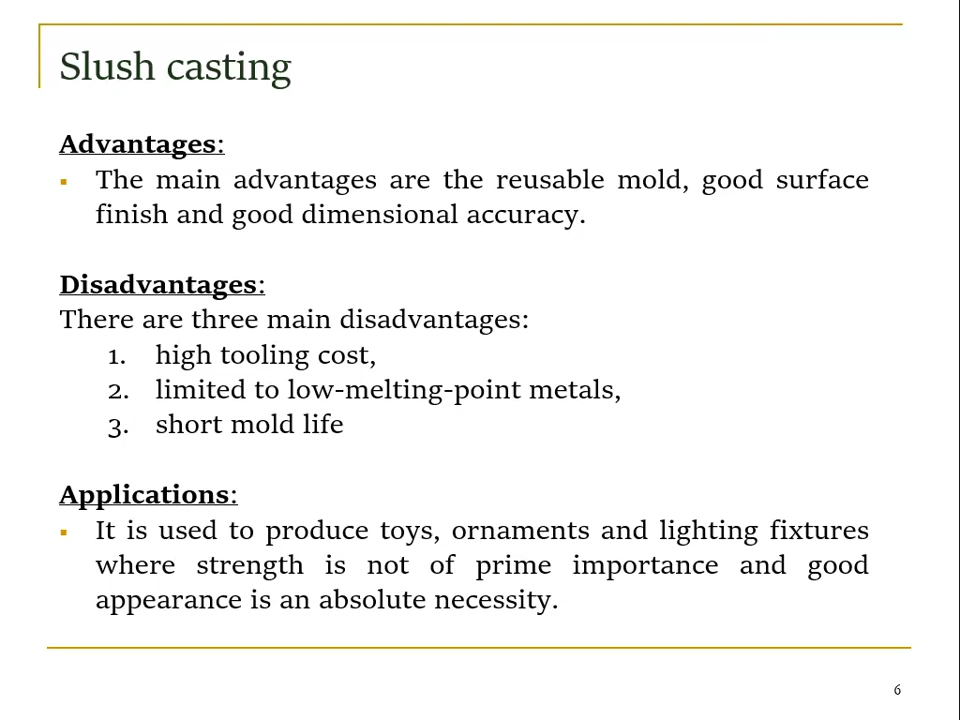 Slush casting
Advantages:
▪ The main advantages are the reusable mold, good surface
finish and good dimensional accuracy.
Disadvantages:
There are three main disadvantages:
1. high tooling cost,
2. limited to low-melting-point metals,
3. short mold life
Applications:
▪ It is used to produce toys, ornaments and lighting fixtures
where strength is not of prime importance and good
appearance is an absolute necessity.
6